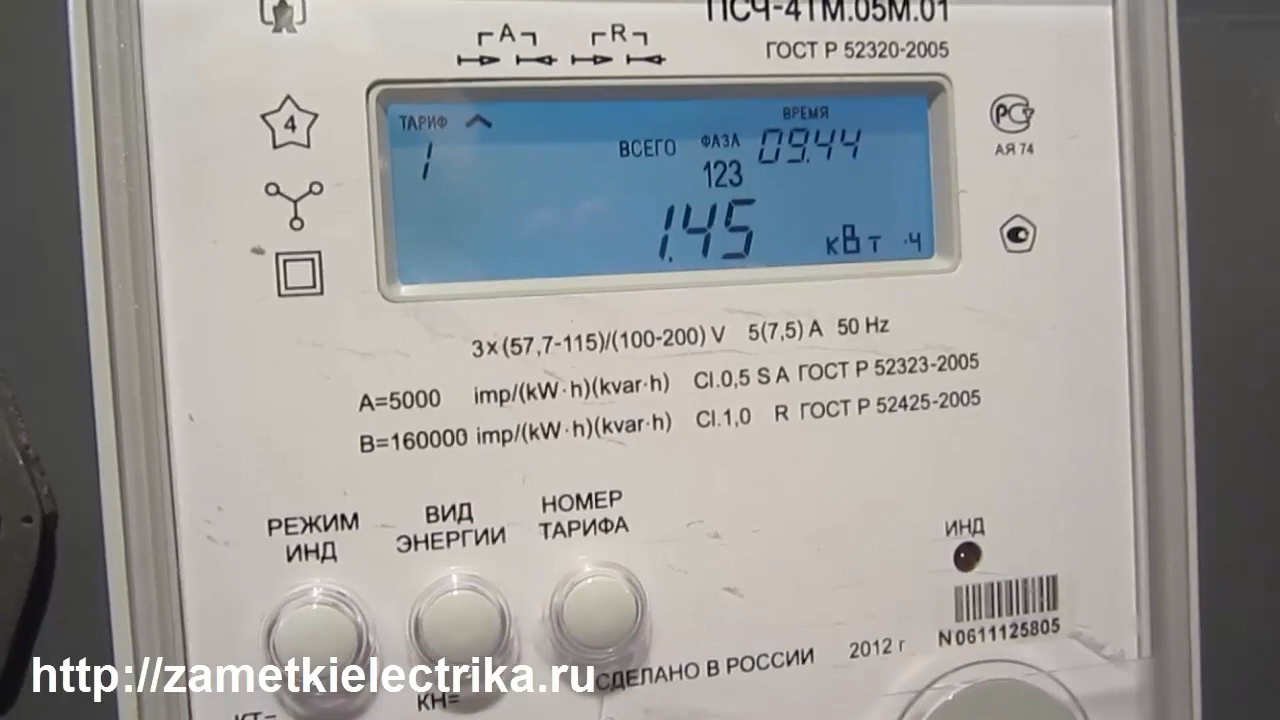 ПСЧ-4ТМ.05М.01
A R
ГОСТ Р 52320-2005
4
ТАРИФ
ВРЕМЯ
1
ВСЕГО ФАЗА 09.44
123
1.45 кВт ·ч
РС
АЯ 74
3×(57,7-115)/(100-200) V 5(7,5) A 50 Hz
A=5000 imp/(kW·h)(kvar·h) Cl.0,5 S A ГОСТ Р 52323-2005
B=160000 imp/(kW·h)(kvar·h) Cl.1,0 R ГОСТ Р 52425-2005
РЕЖИМ
ИНД
ВИД
ЭНЕРГИИ
НОМЕР
ТАРИФА
ИНД
N0611125805
СДЕЛАНО В РОССИИ 2012 г
http://zametkielectrika.ru
КТ= КН=